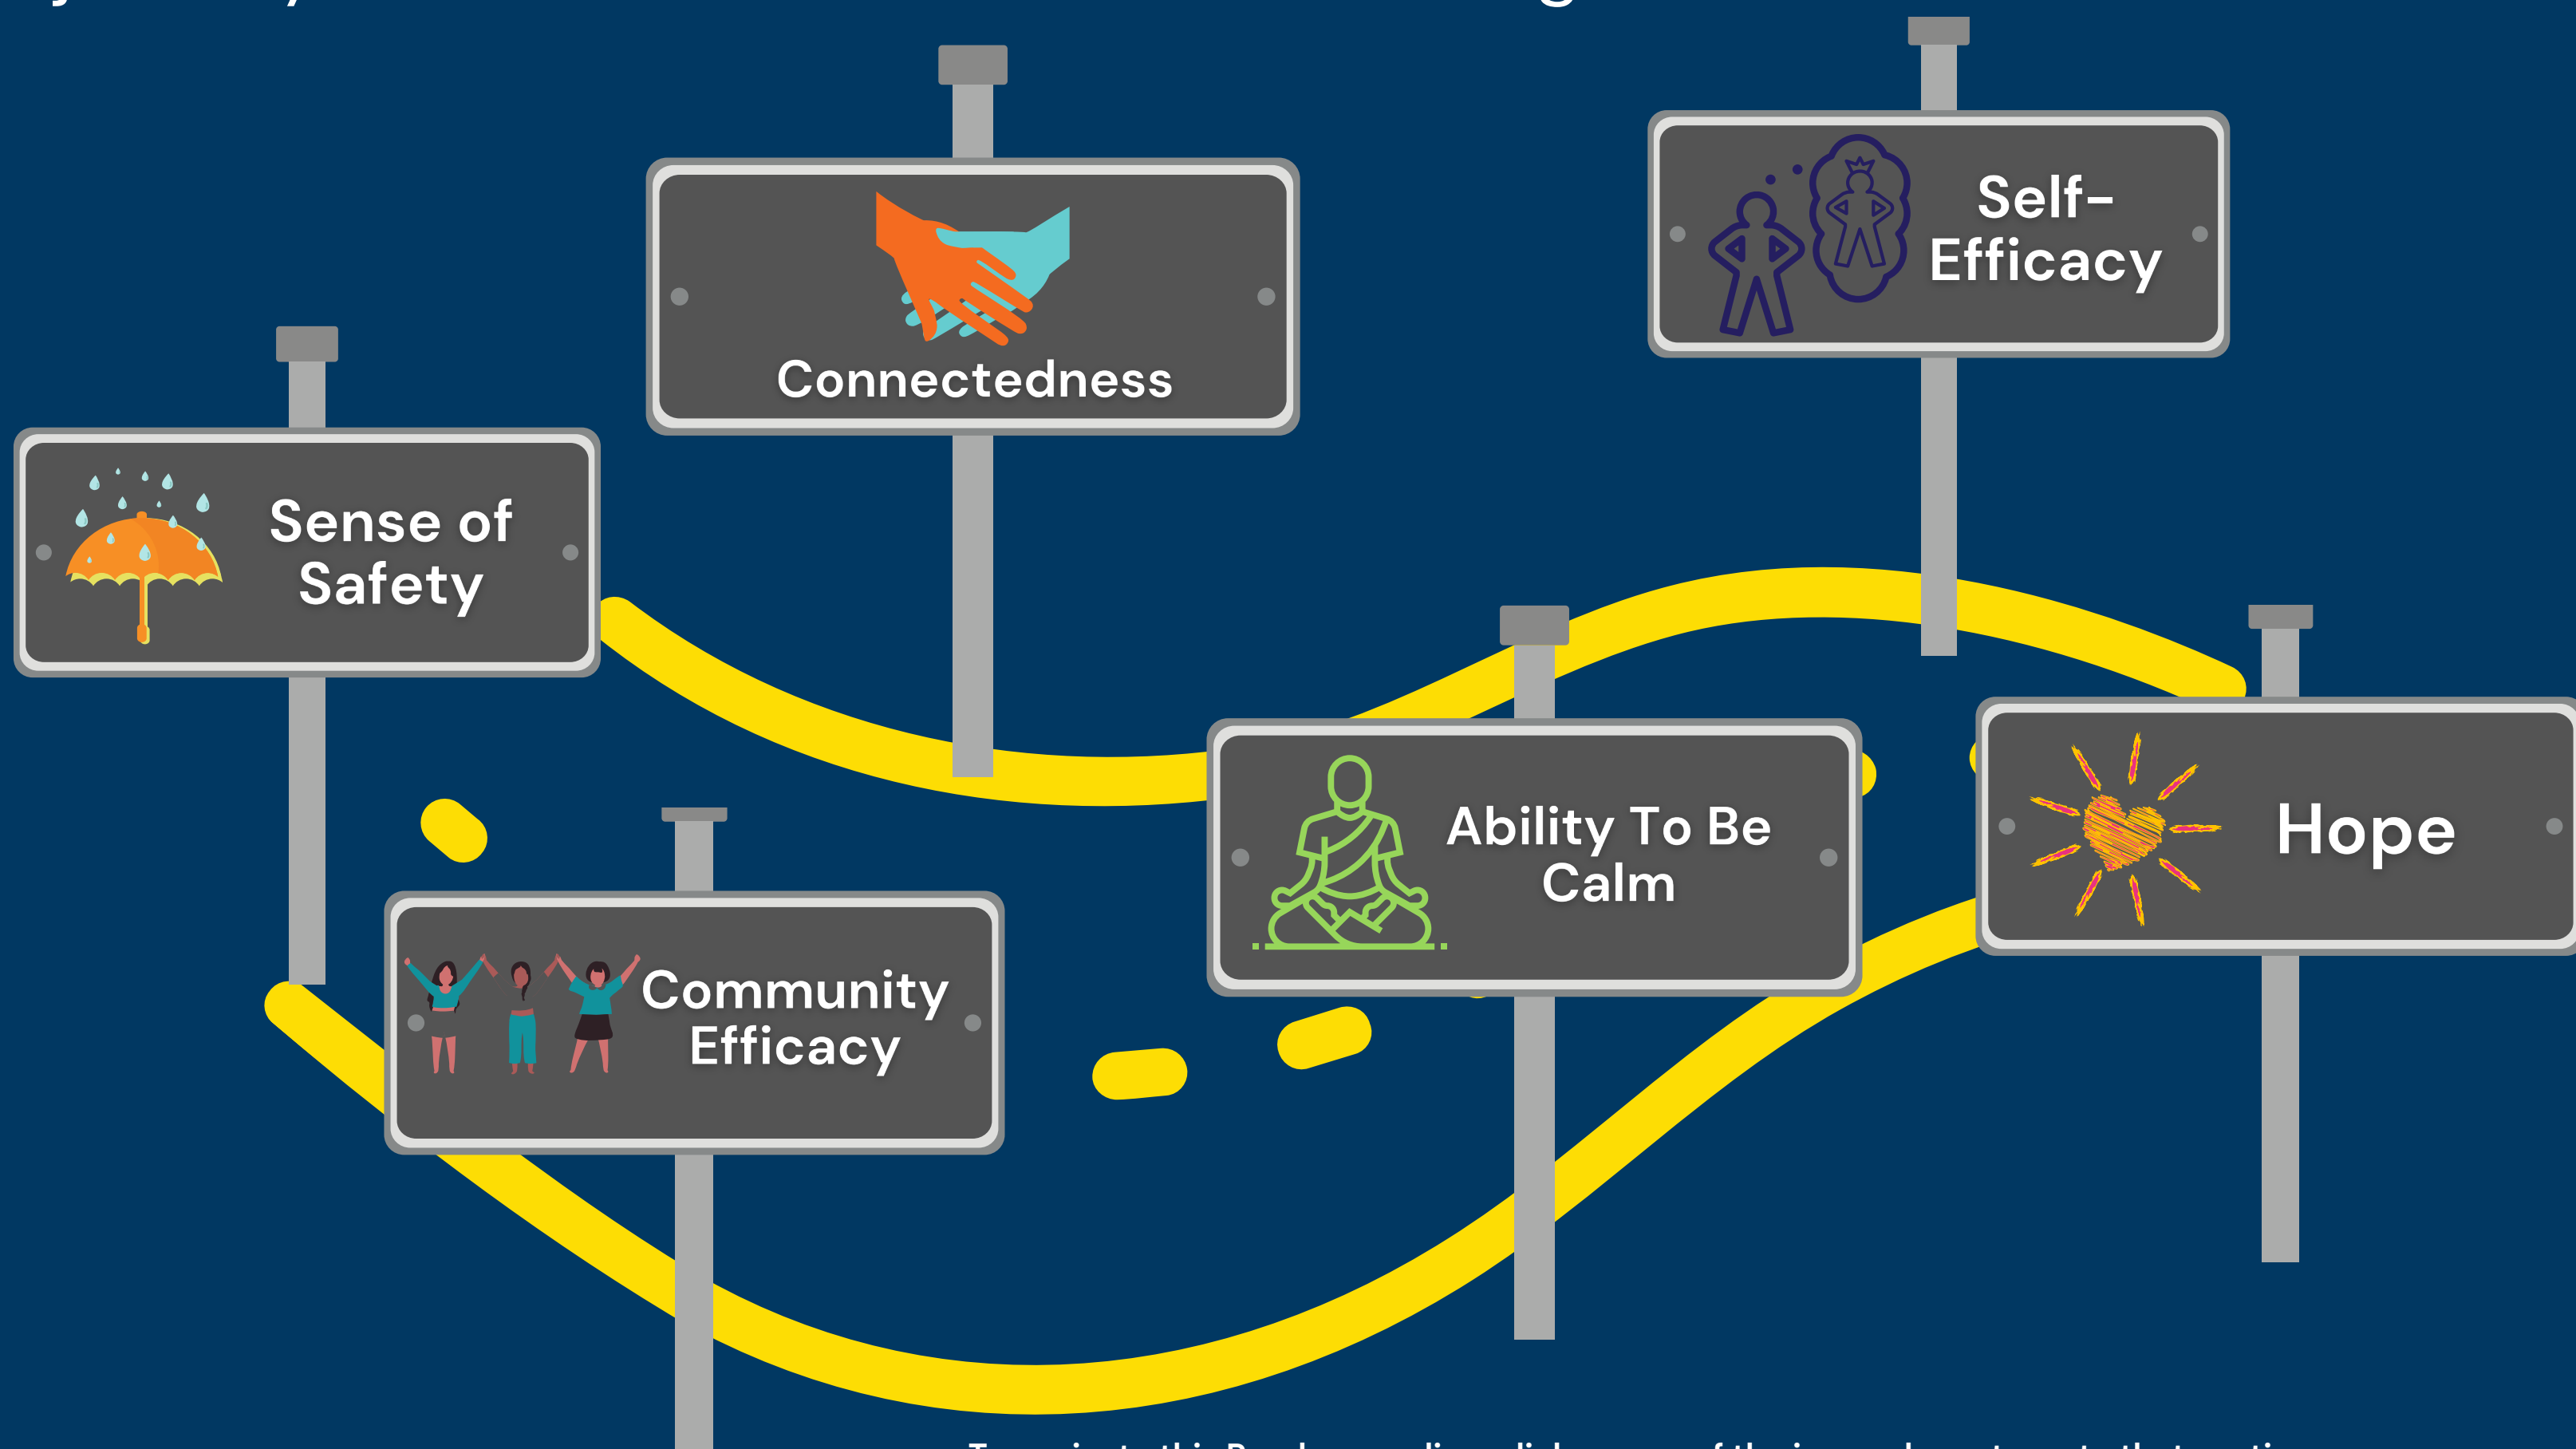 Connectedness
Self-
Efficacy
Sense of
Safety
Ability To Be
Calm
Hope
Community
Efficacy